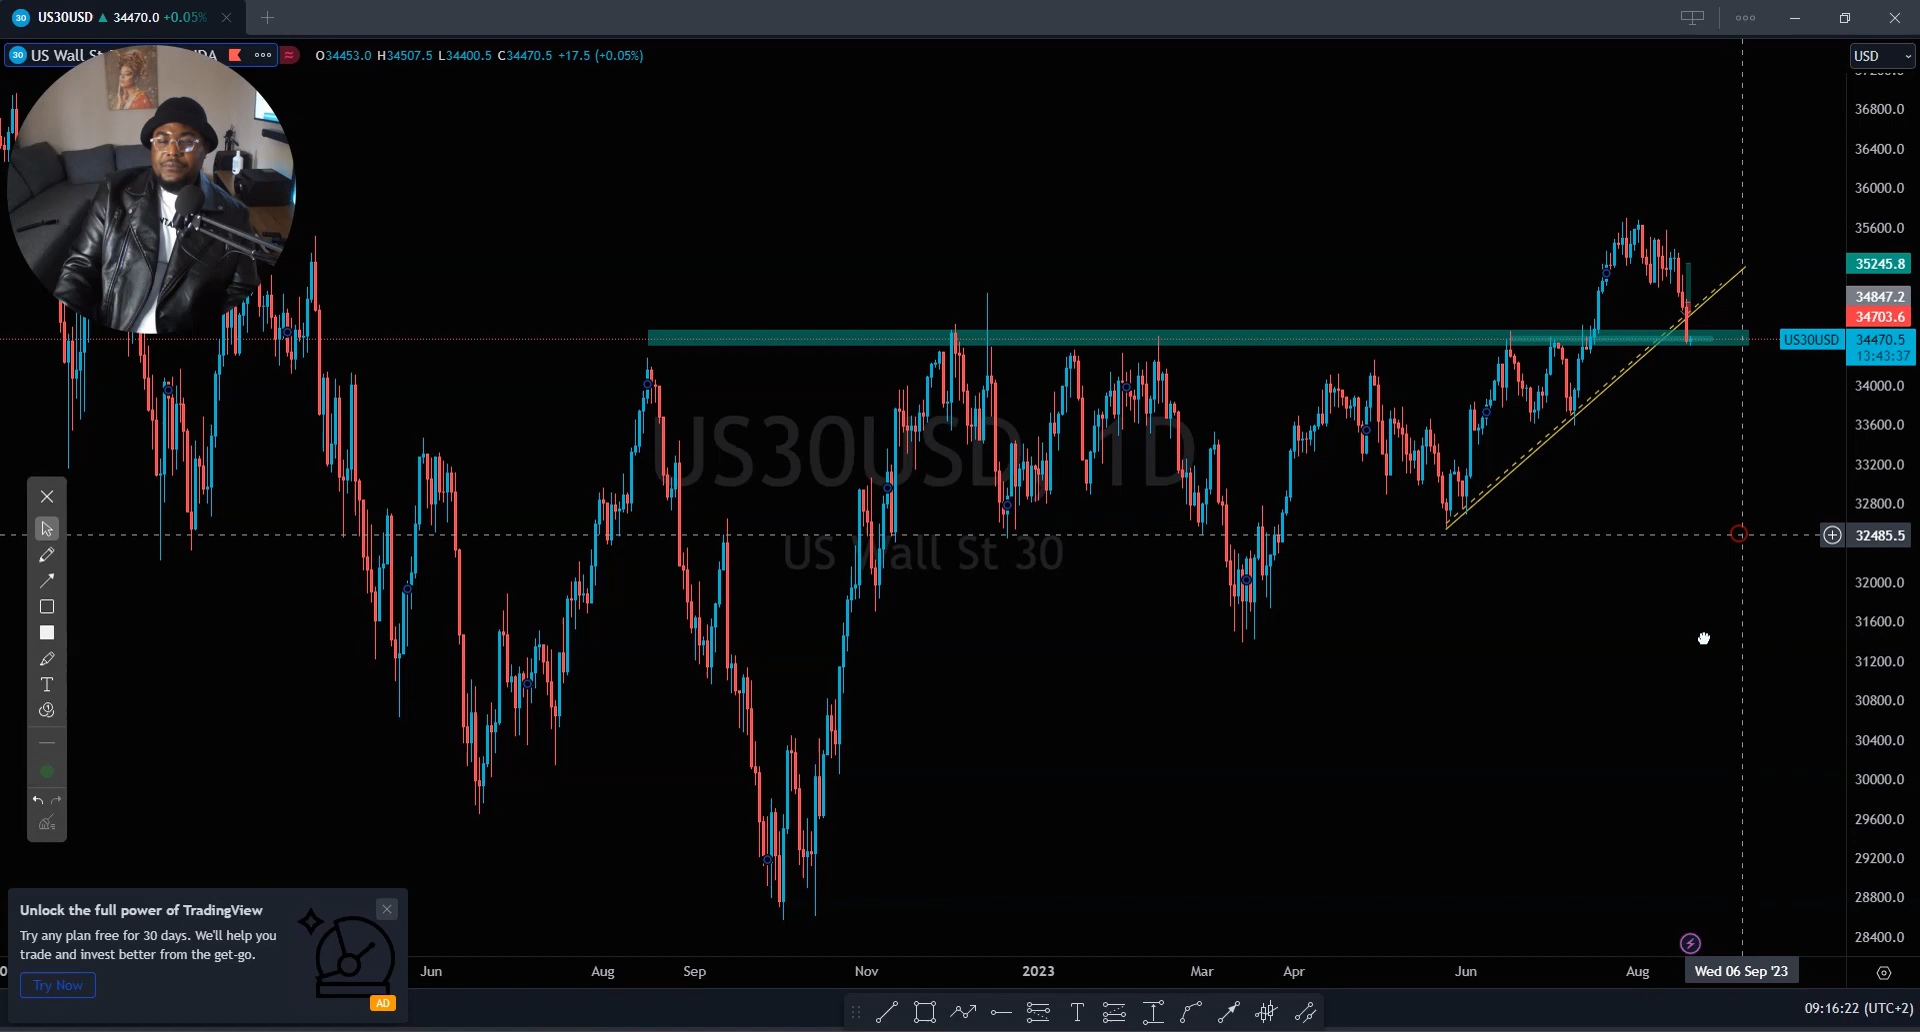 30 US30USD ▲ 34470.0 +0.05%
30 US Wall St DA
O34453.0 H34507.5 L34400.5 C34470.5 +17.5 (+0.05%)
USD
36800.0
36400.0
36000.0
35600.0
35245.8
34847.2
34703.6
US30USD 34470.5
13:43:37
34000.0
33600.0
33200.0
32800.0
32485.5
32000.0
31600.0
31200.0
30800.0
30400.0
30000.0
29600.0
29200.0
28800.0
28400.0
US30USD 1D
US Wall St 30
Unlock the full power of TradingView
Try any plan free for 30 days. We'll help you
trade and invest better from the get-go.
Try Now
AD
Jun Aug Sep Nov 2023 Mar Apr Jun Aug Wed 06 Sep '23
09:16:22 (UTC+2)